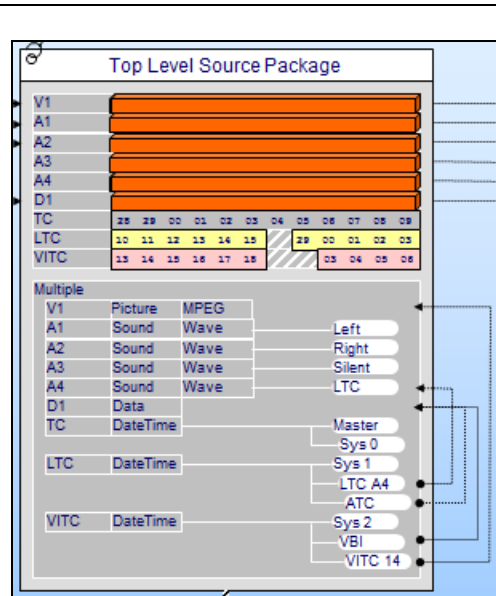 Top Level Source Package
V1
A1
A2
A3
A4
D1
TC 28 29 00 01 02 03 04 05 06 07 08 09
LTC 10 11 12 13 14 15 29 00 01 02 03
VITC 13 14 15 16 17 18 03 04 05 06
Multiple
V1 Picture MPEG
A1 Sound Wave Left
A2 Sound Wave Right
A3 Sound Wave Silent
A4 Sound Wave LTC
D1 Data
TC DateTime Master
Sys 0
LTC DateTime Sys 1
LTC A4
ATC
VITC DateTime Sys 2
VBI
VITC 14